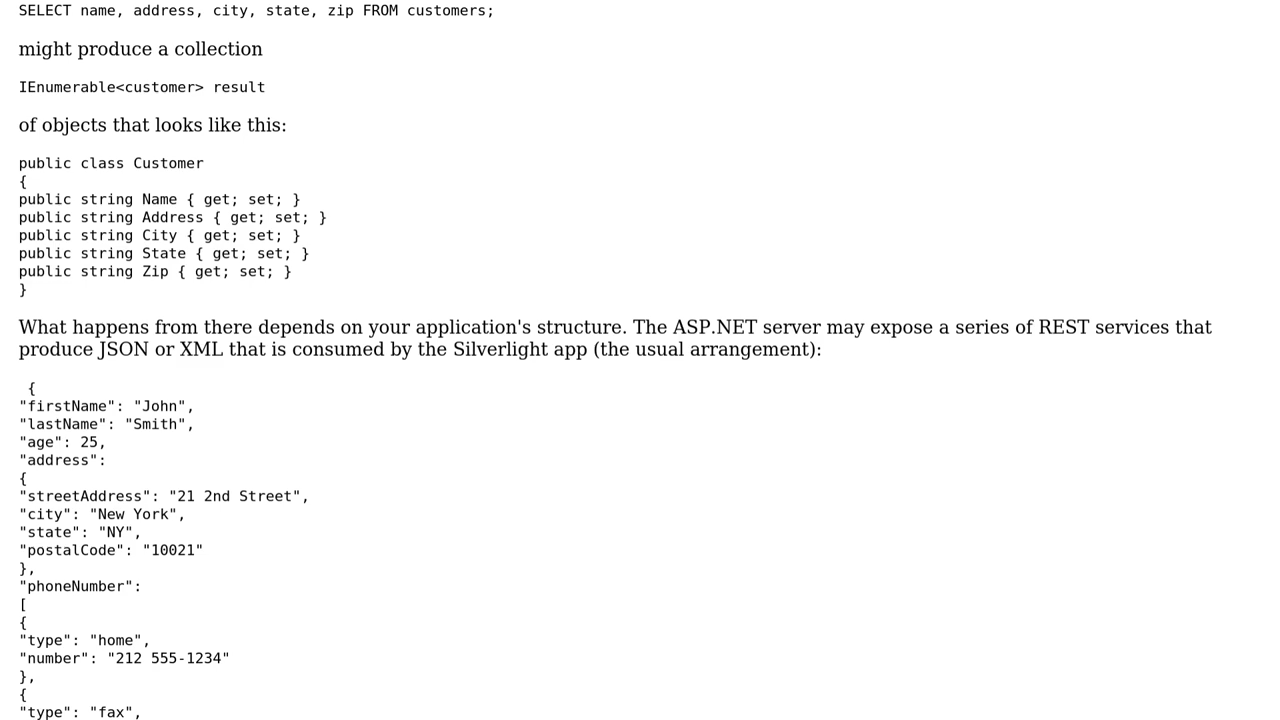 SELECT name, address, city, state, zip FROM customers;
might produce a collection
IEnumerable<customer> result
of objects that looks like this:
public class Customer
{
public string Name { get; set; }
public string Address { get; set; }
public string City { get; set; }
public string State { get; set; }
public string Zip { get; set; }
}
What happens from there depends on your application's structure. The ASP.NET server may expose a series of REST services that
produce JSON or XML that is consumed by the Silverlight app (the usual arrangement):
{
"firstName": "John",
"lastName": "Smith",
"age": 25,
"address":
{
"streetAddress": "21 2nd Street",
"city": "New York",
"state": "NY",
"postalCode": "10021"
},
"phoneNumber":
[
{
"type": "home",
"number": "212 555-1234"
},
{
"type": "fax",